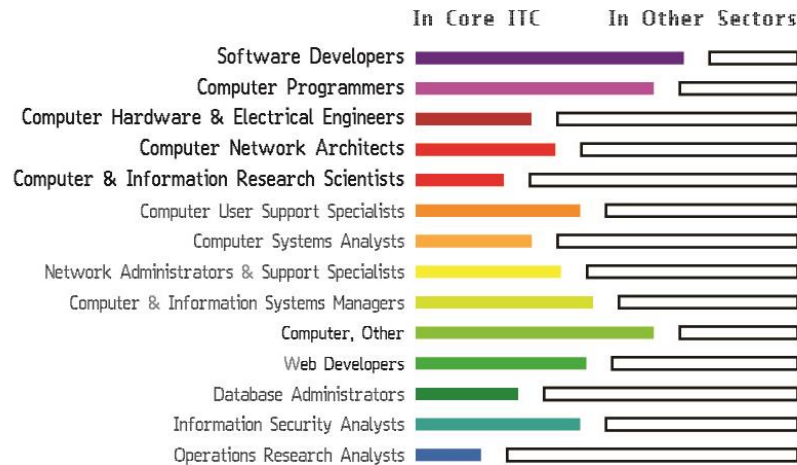 In Core ITC In Other Sectors
Software Developers
Computer Programmers
Computer Hardware & Electrical Engineers
Computer Network Architects
Computer & Information Research Scientists
Computer User Support Specialists
Computer Systems Analysts
Network Administrators & Support Specialists
Computer & Information Systems Managers
Computer, Other
Web Developers
Database Administrators
Information Security Analysts
Operations Research Analysts